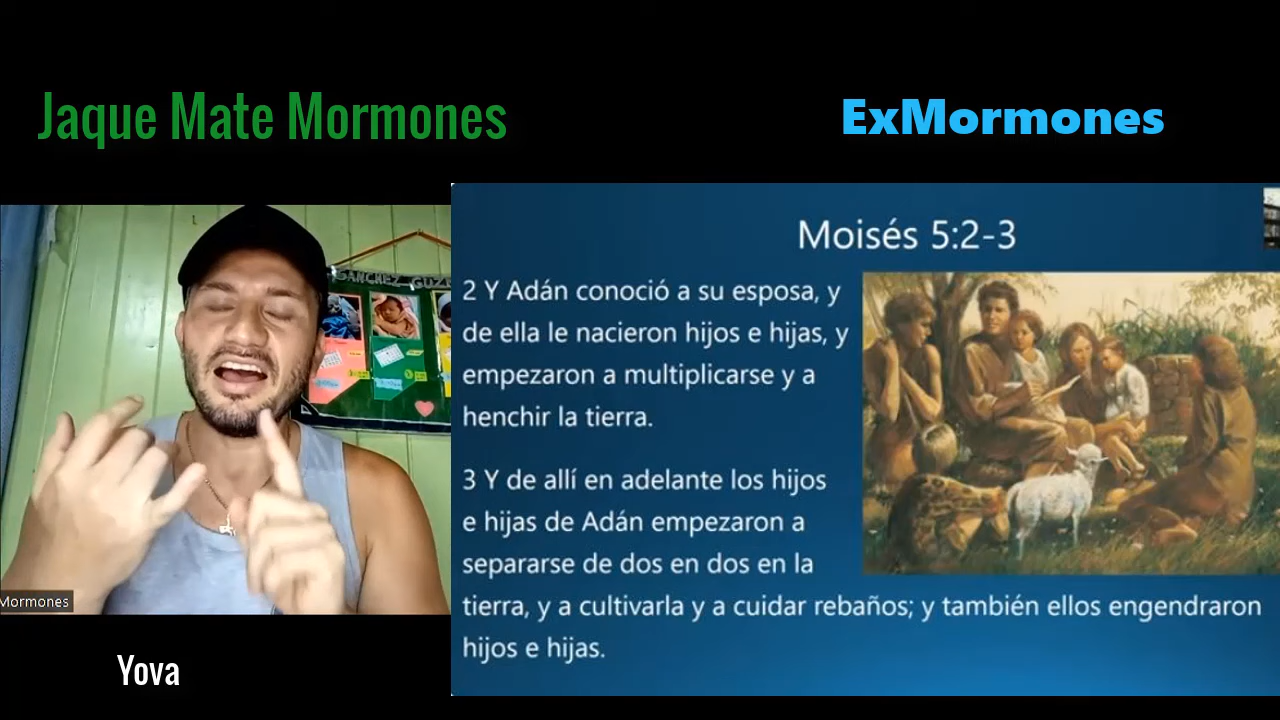 Jaque Mate Mormones
ExMormones
SANCHEZ GUZ
Moisés 5:2-3
2 Y Adán conoció a su esposa, y
de ella le nacieron hijos e hijas, y
empezaron a multiplicarse y a
henchir la tierra.
3 Y de allí en adelante los hijos
e hijas de Adán empezaron a
separarse de dos en dos en la
tierra, y a cultivarla y a cuidar rebaños; y también ellos engendraron
hijos e hijas.
Mormones
Yova